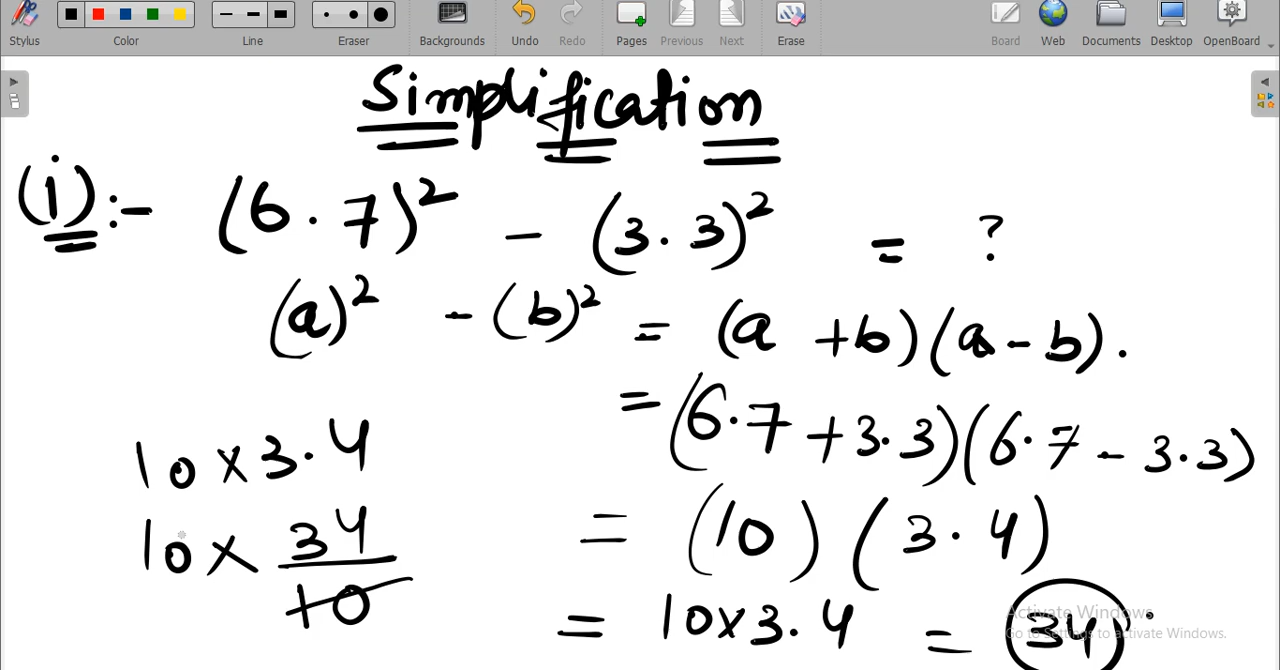 Stylus Color Line Eraser Backgrounds Undo Redo Pages Previous Next Erase Board Web Documents Desktop OpenBoard
Simplification
(i):- (6.7)² - (3.3)² = ?
(a)² - (b)² = (a + b)(a - b).
= (6.7 + 3.3)(6.7 - 3.3)
10 x 3.4
= (10) (3.4)
10 x 34/10
= 10x3.4 = 34
Activate Windows
Go to Settings to activate Windows.